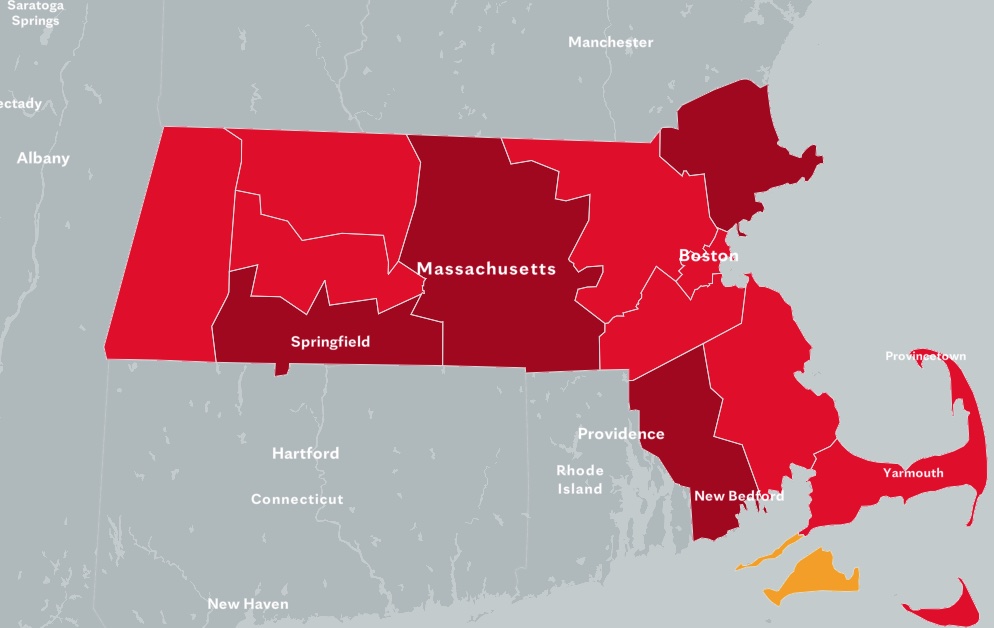 Saratoga
Springs
Manchester
ectady
Albany
Boston
Massachusetts
Springfield
Provincetown
Providence
Hartford
Rhode
Island
Yarmouth
Connecticut
New Bedford
New Haven